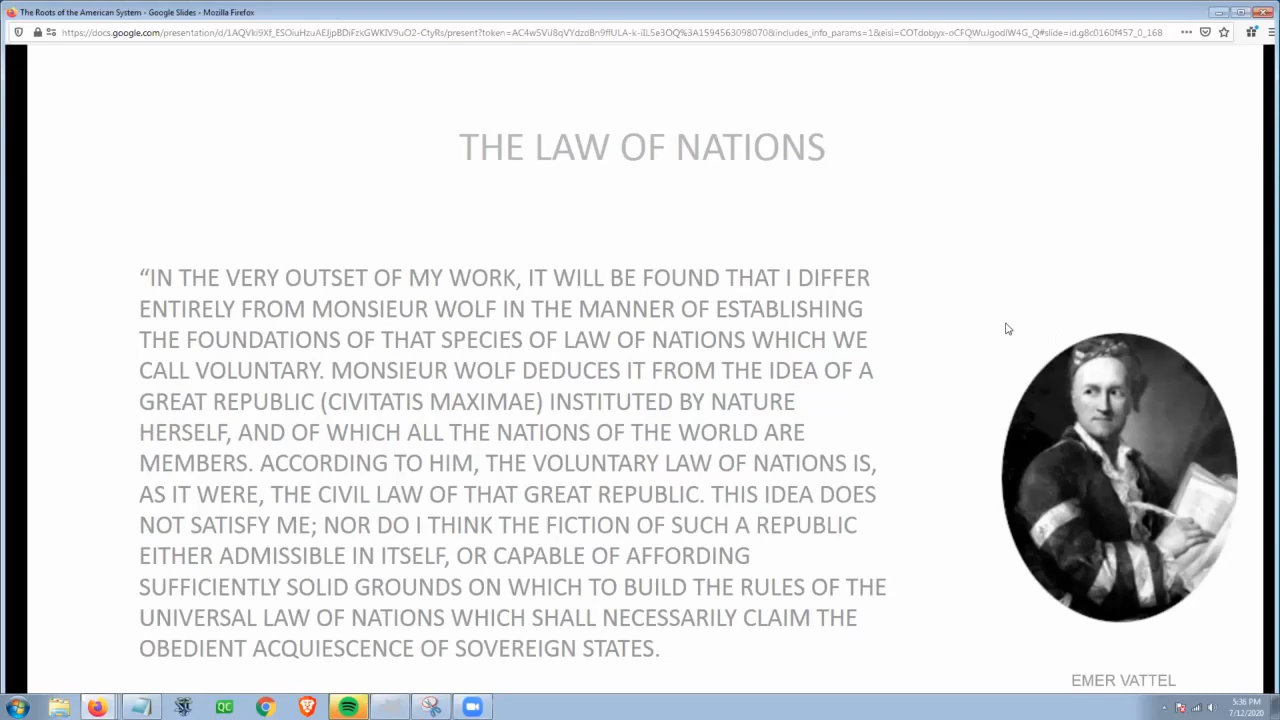 The Roots of the American System - Google Slides - Mozilla Firefox
THE LAW OF NATIONS
“IN THE VERY OUTSET OF MY WORK, IT WILL BE FOUND THAT I DIFFER
ENTIRELY FROM MONSIEUR WOLF IN THE MANNER OF ESTABLISHING
THE FOUNDATIONS OF THAT SPECIES OF LAW OF NATIONS WHICH WE
CALL VOLUNTARY. MONSIEUR WOLF DEDUCES IT FROM THE IDEA OF A
GREAT REPUBLIC (CIVITATIS MAXIMAE) INSTITUTED BY NATURE
HERSELF, AND OF WHICH ALL THE NATIONS OF THE WORLD ARE
MEMBERS. ACCORDING TO HIM, THE VOLUNTARY LAW OF NATIONS IS,
AS IT WERE, THE CIVIL LAW OF THAT GREAT REPUBLIC. THIS IDEA DOES
NOT SATISFY ME; NOR DO I THINK THE FICTION OF SUCH A REPUBLIC
EITHER ADMISSIBLE IN ITSELF, OR CAPABLE OF AFFORDING
SUFFICIENTLY SOLID GROUNDS ON WHICH TO BUILD THE RULES OF THE
UNIVERSAL LAW OF NATIONS WHICH SHALL NECESSARILY CLAIM THE
OBEDIENT ACQUIESCENCE OF SOVEREIGN STATES.
EMER VATTEL
QC
5:36 PM
7/12/2020